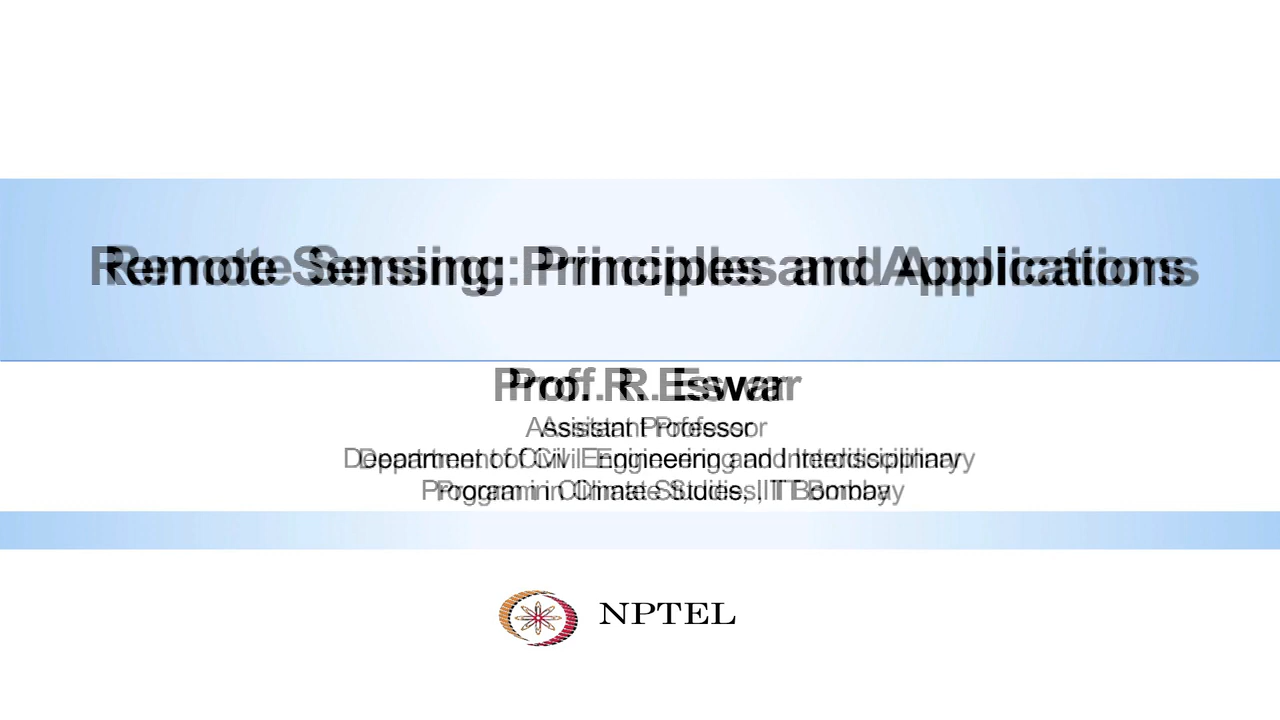 Remote Sensing: Principles and Applications
Prof. R. Eswar
Assistant Professor
Department of Civil Engineering and Interdisciplinary
Program in Climate Studies, IIT Bombay
NPTEL